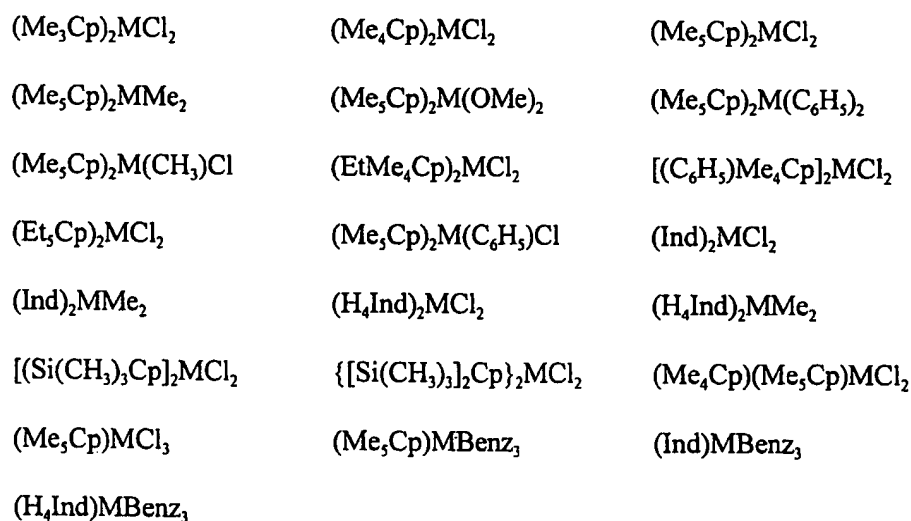 (Me₃Cp)₂MCl₂ (Me₄Cp)₂MCl₂ (Me₅Cp)₂MCl₂
(Me₅Cp)₂MMe₂ (Me₅Cp)₂M(OMe)₂ (Me₅Cp)₂M(C₆H₅)₂
(Me₅Cp)₂M(CH₃)Cl (EtMe₄Cp)₂MCl₂ [(C₆H₅)Me₄Cp]₂MCl₂
(Et₅Cp)₂MCl₂ (Me₅Cp)₂M(C₆H₅)Cl (Ind)₂MCl₂
(Ind)₂MMe₂ (H₄Ind)₂MCl₂ (H₄Ind)₂MMe₂
[(Si(CH₃)₃Cp]₂MCl₂ {[Si(CH₃)₃]₂Cp}₂MCl₂ (Me₄Cp)(Me₅Cp)MCl₂
(Me₅Cp)MCl₃ (Me₅Cp)MBenz₃ (Ind)MBenz₃
(H₄Ind)MBenz₃